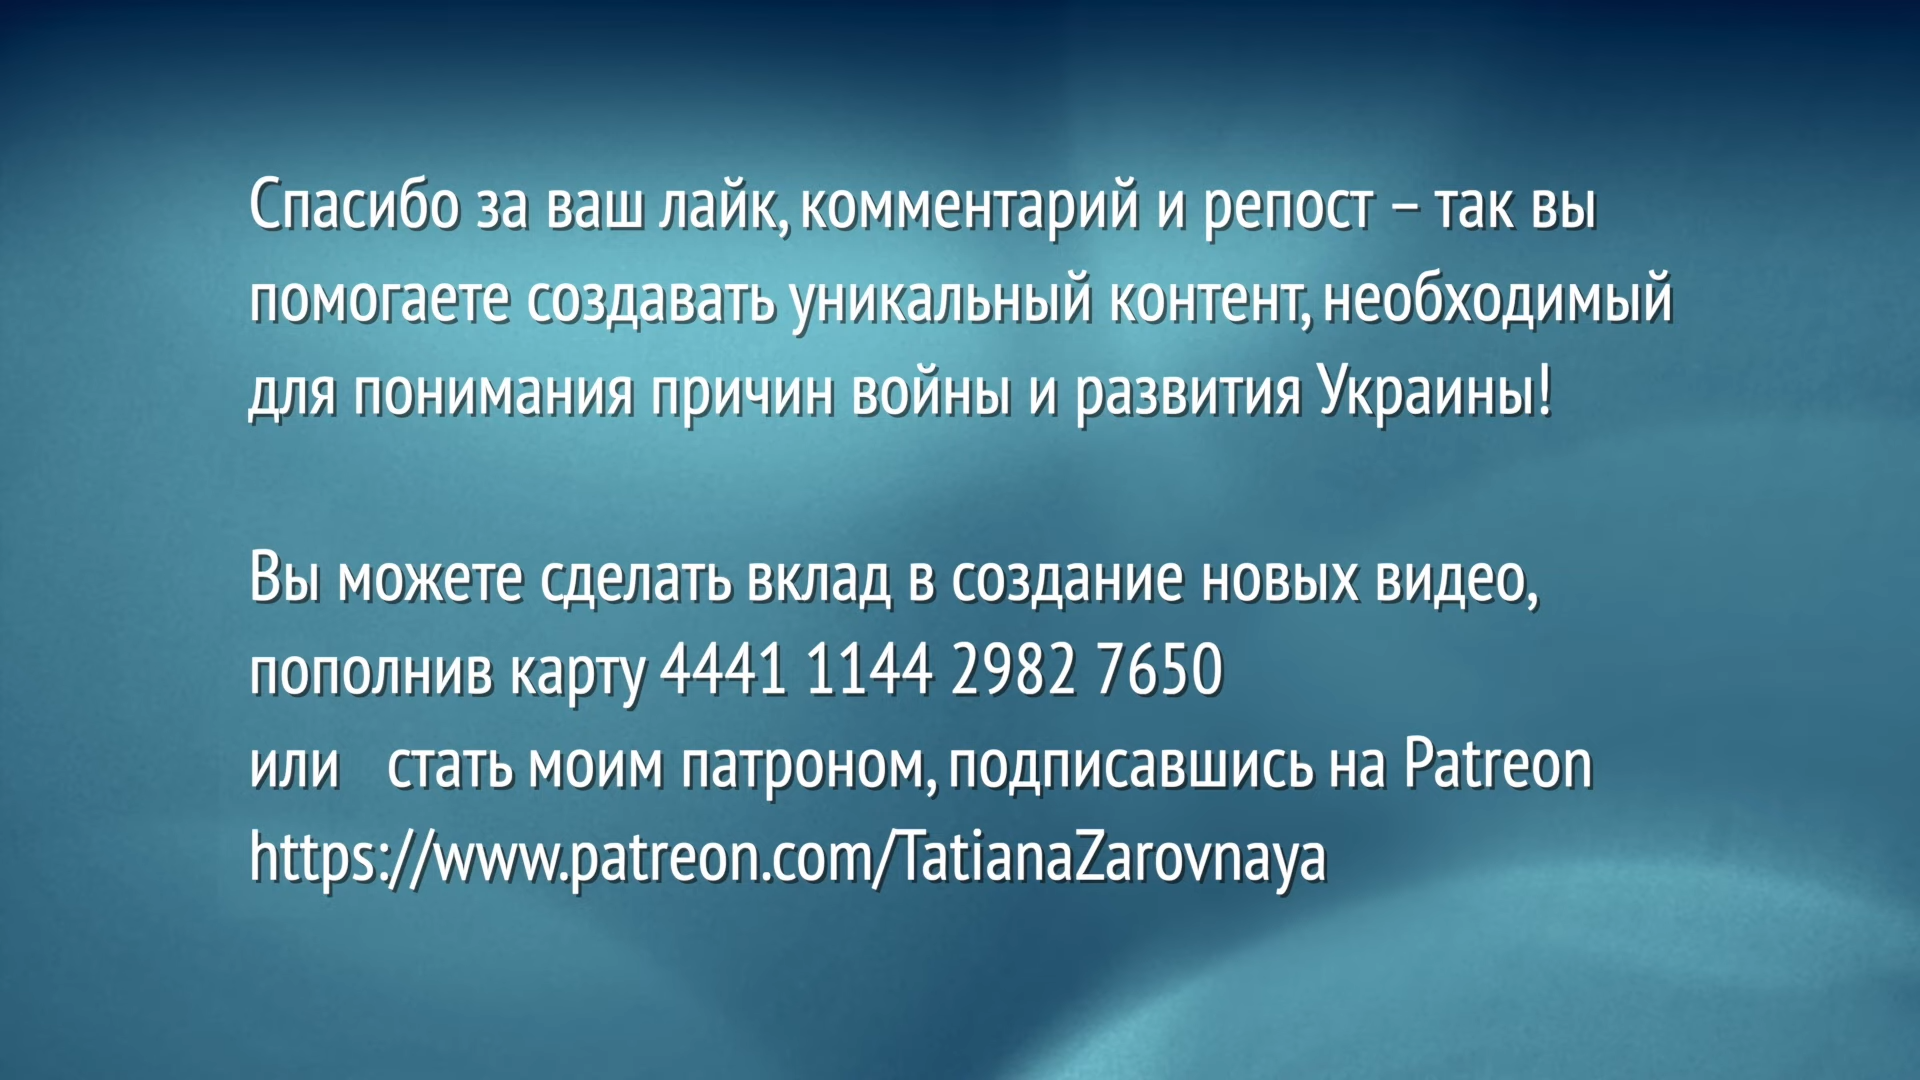 Спасибо за ваш лайк, комментарий и репост – так вы
помогаете создавать уникальный контент, необходимый
для понимания причин войны и развития Украины!
Вы можете сделать вклад в создание новых видео,
пополнив карту 4441 1144 2982 7650
или стать моим патроном, подписавшись на Patreon
https://www.patreon.com/TatianaZarovnaya